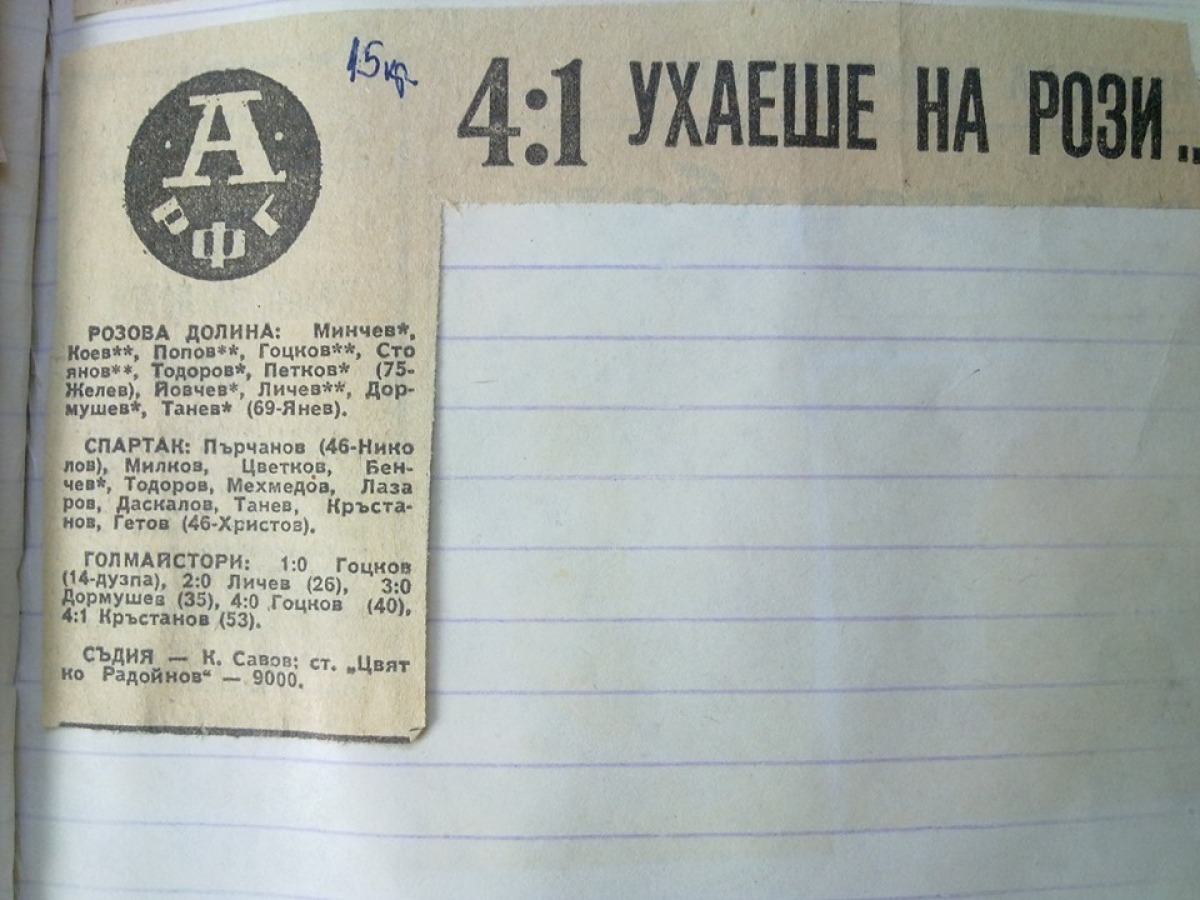 15 кр.
4:1 УХАЕШЕ НА РОЗИ..
А
РФГ
РОЗОВА ДОЛИНА: Минчев*,
Коев**, Попов**, Гоцков**, Сто
янов**, Тодоров*, Петков* (75-
Желев), Йовчев*, Личев**, Дор-
мушев*, Танев* (69-Янев).
СПАРТАК: Пърчанов (46-Нико
лов), Милков, Цветков, Бен-
чев*, Тодоров, Мехмедов, Лаза
ров, Даскалов, Танев, Кръста-
нов, Гетов (46-Христов).
ГОЛМАЙСТОРИ: 1:0 Гоцков
(14-дузпа), 2:0 Личев (26), 3:0
Дормушев (35), 4:0 Гоцков (40),
4:1 Кръстанов (53).
СЪДИЯ — К. Савов; ст. „Цвят
ко Радойнов“ — 9000.